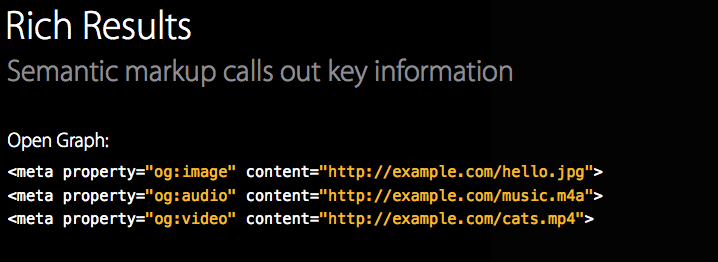 Rich Results
Semantic markup calls out key information
Open Graph:
<meta property="og:image" content="http://example.com/hello.jpg">
<meta property="og:audio" content="http://example.com/music.m4a">
<meta property="og:video" content="http://example.com/cats.mp4">